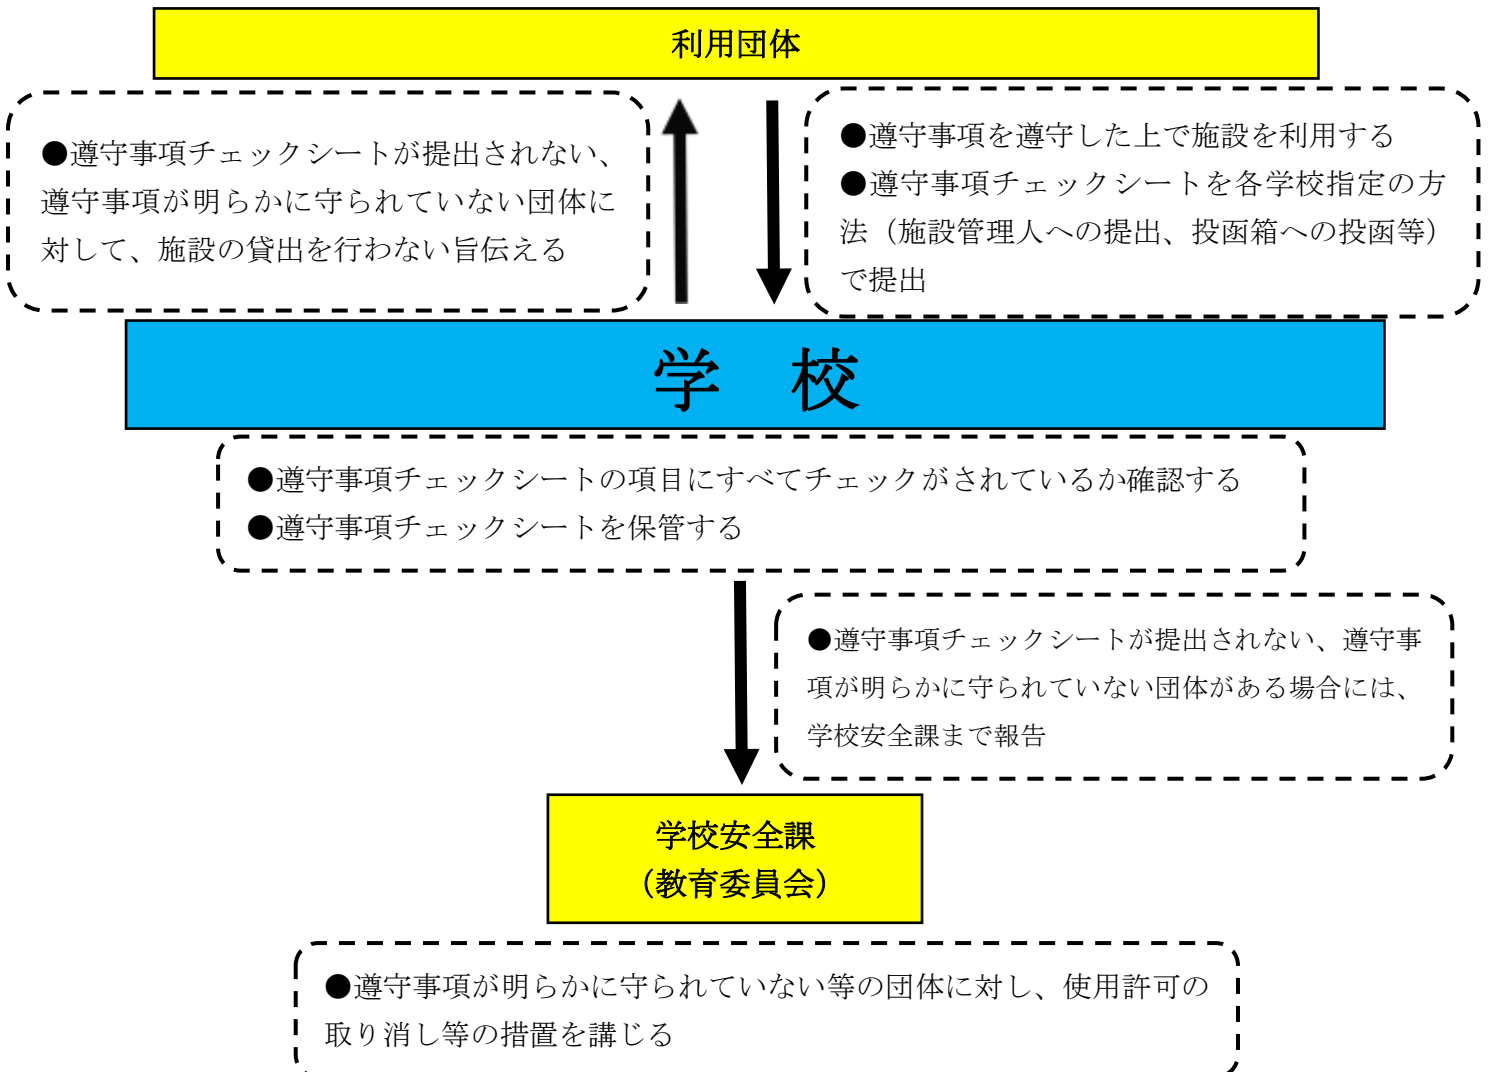 利用団体
●遵守事項チェックシートが提出されない、
遵守事項が明らかに守られていない団体に
対して、施設の貸出を行わない旨伝える
●遵守事項を遵守した上で施設を利用する
●遵守事項チェックシートを各学校指定の方
法（施設管理人への提出、投函箱への投函等）
で提出
学　校
●遵守事項チェックシートの項目にすべてチェックがされているか確認する
●遵守事項チェックシートを保管する
●遵守事項チェックシートが提出されない、遵守事
項が明らかに守られていない団体がある場合には、
学校安全課まで報告
学校安全課
（教育委員会）
●遵守事項が明らかに守られていない等の団体に対し、使用許可の
取り消し等の措置を講じる